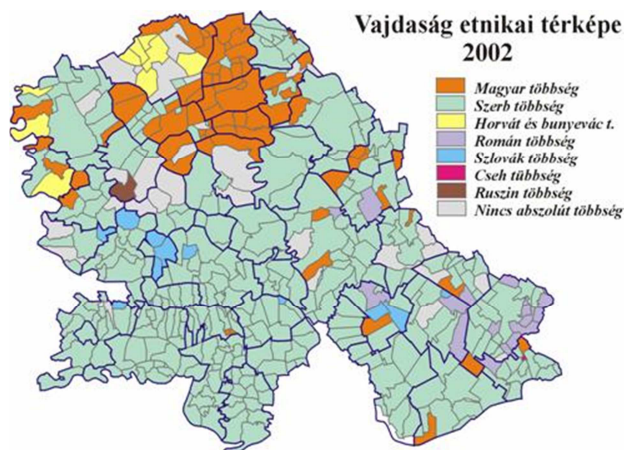 Vajdaság etnikai térképe
2002
Magyar többség
Szerb többség
Horvát és bunyevác t.
Román többség
Szlovák többség
Cseh tübbség
Ruszin többség
Nincs abszolút többség